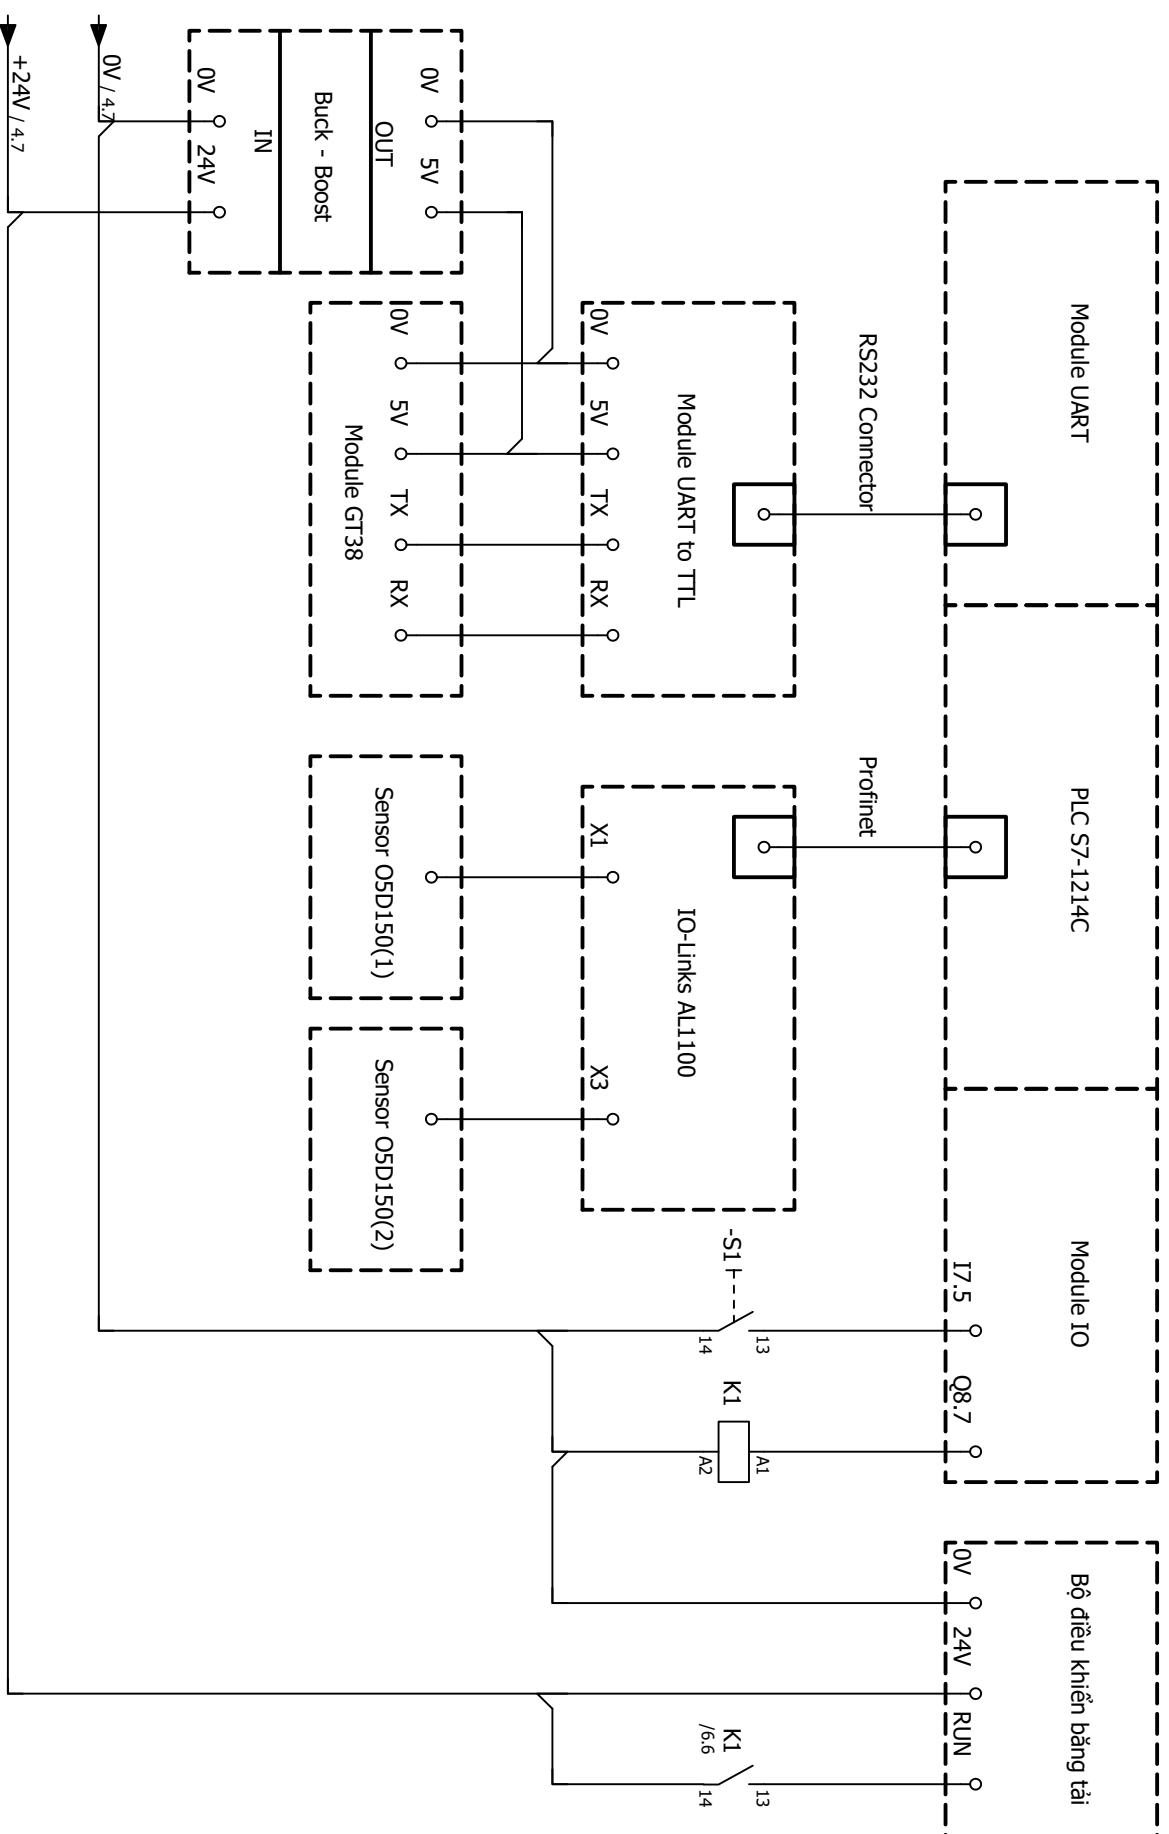 Module UART
PLC S7-1214C
Module IO
I7.5
Q8.7
Bộ điều khiển băng tải
0V
24V
RUN
RS232 Connector
Profinet
Module UART to TTL
0V
5V
TX
RX
IO-Links AL1100
X1
X3
-S1
13
14
K1
A1
A2
K1
/6.6
13
14
OUT
0V
5V
Buck - Boost
IN
0V
24V
Module GT38
0V
5V
TX
RX
Sensor O5D150(1)
Sensor O5D150(2)
0V / 4.7
+24V / 4.7